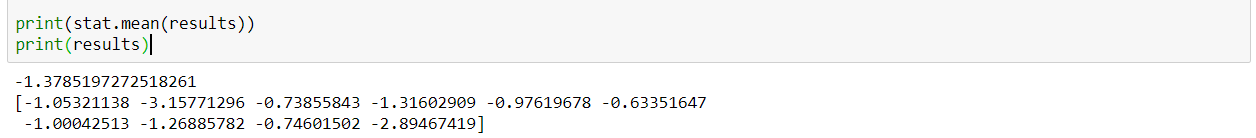 print(stat.mean(results))
print(results)
-1.3785197272518261
[-1.05321138 -3.15771296 -0.73855843 -1.31602909 -0.97619678 -0.63351647
 -1.00042513 -1.26885782 -0.74601502 -2.89467419]